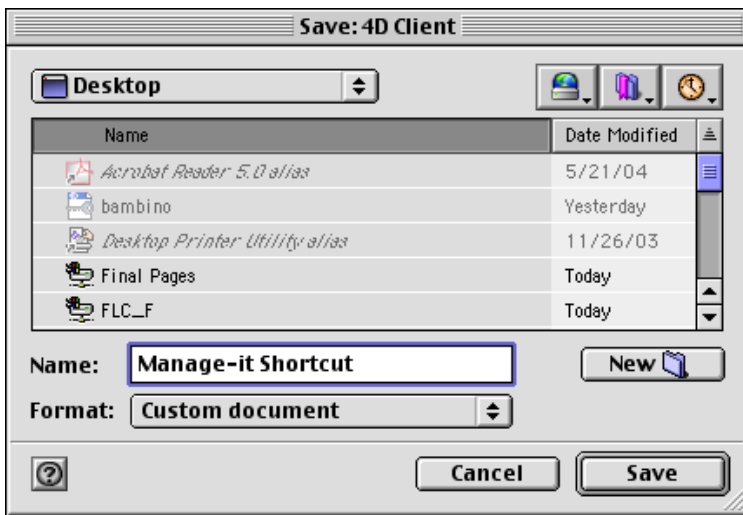 Save: 4D Client
Desktop
Name Date Modified
Acrobat Reader 5.0 alias 5/21/04
bambino Yesterday
Desktop Printer Utility alias 11/26/03
Final Pages Today
FLC_F Today
Name: Manage-it Shortcut New
Format: Custom document
? Cancel Save